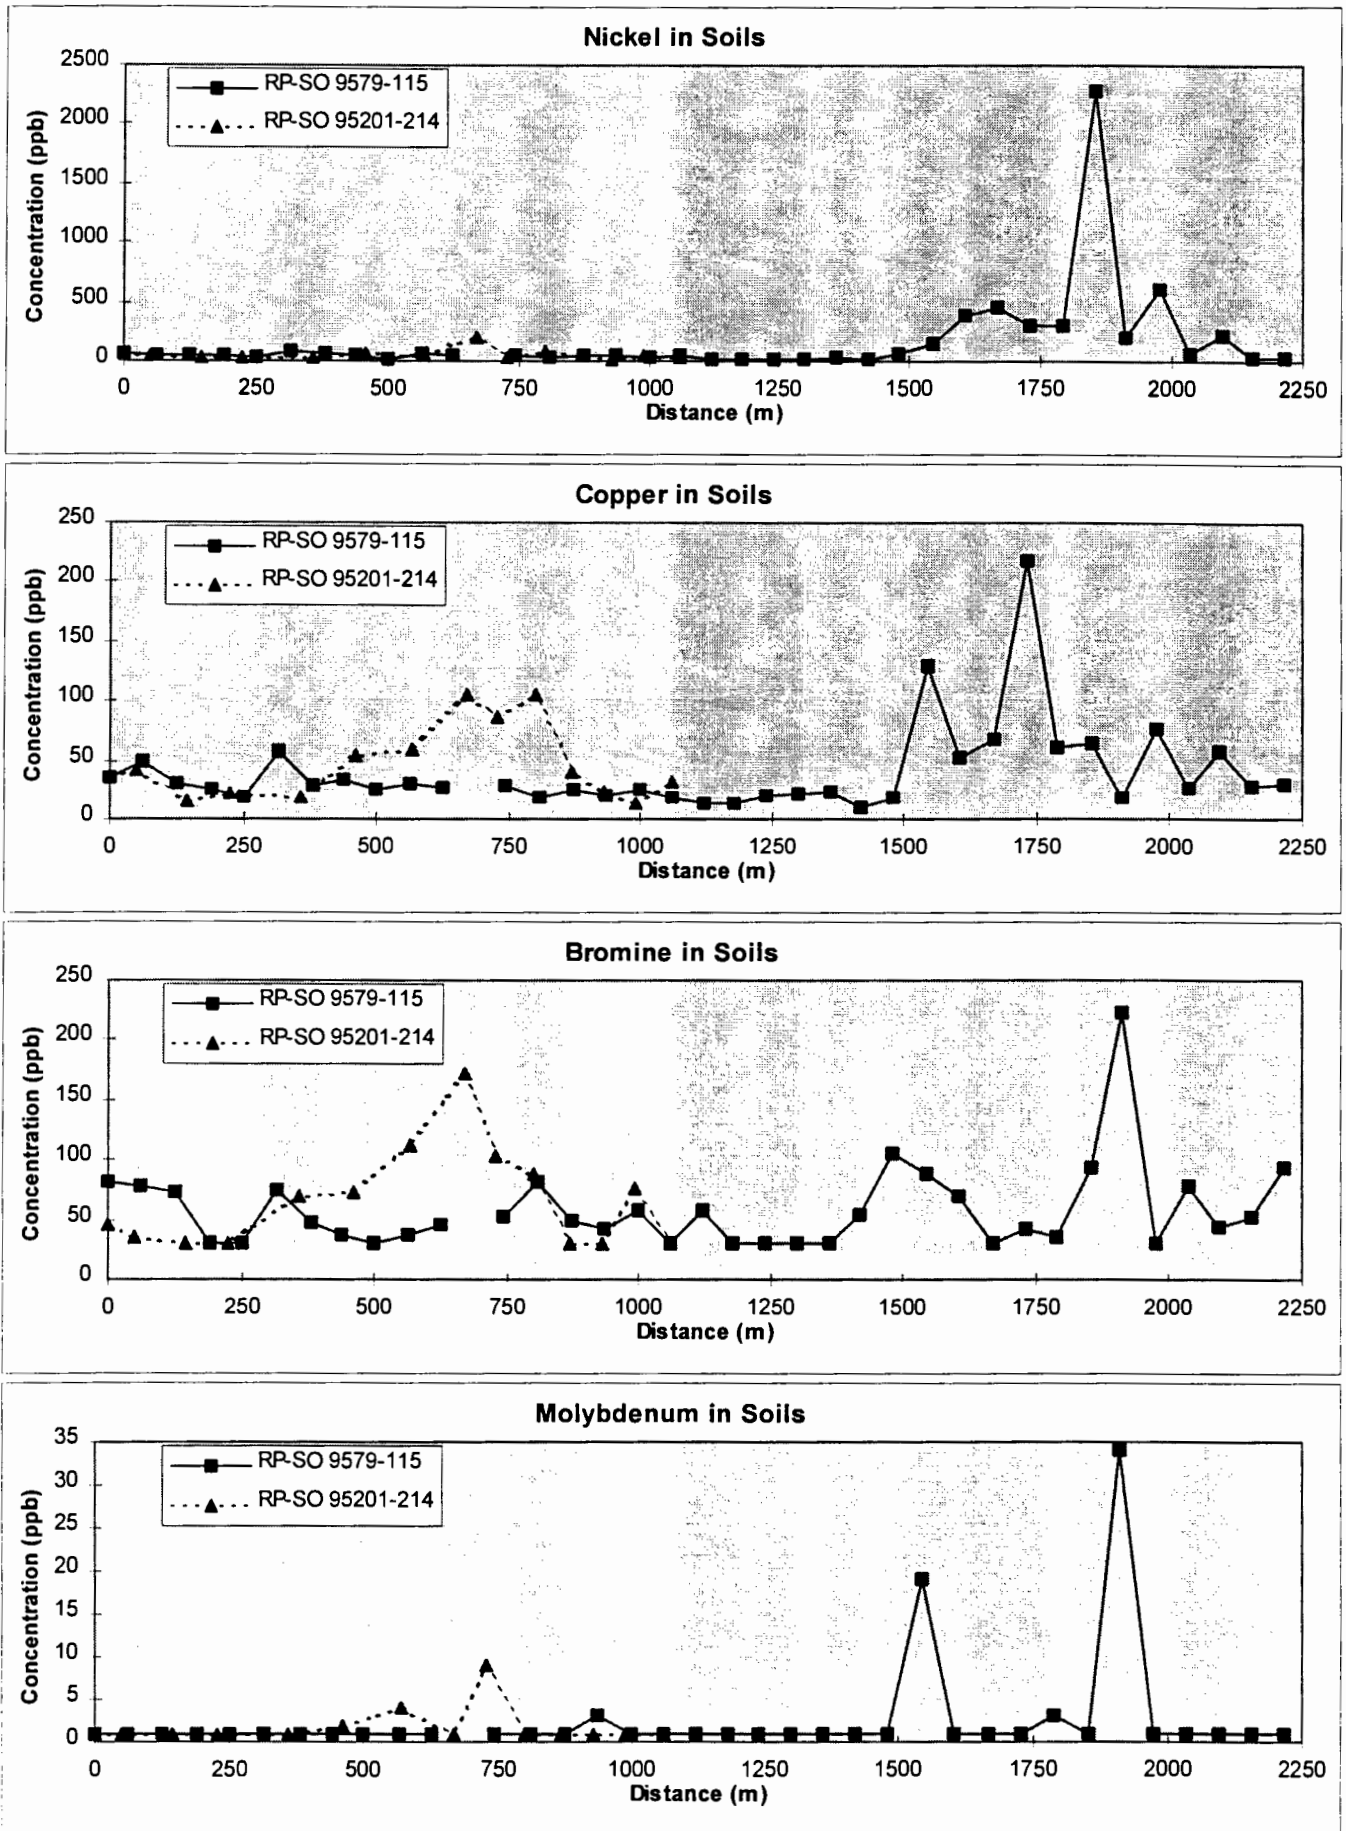 Nickel in Soils
2500
2000
1500
1000
500
0
Concentration (ppb)
RP-SO 9579-115
RP-SO 95201-214
0 250 500 750 1000 1250 1500 1750 2000 2250
Distance (m)
Copper in Soils
250
200
150
100
50
0
Concentration (ppb)
RP-SO 9579-115
RP-SO 95201-214
0 250 500 750 1000 1250 1500 1750 2000 2250
Distance (m)
Bromine in Soils
250
200
150
100
50
0
Concentration (ppb)
RP-SO 9579-115
RP-SO 95201-214
0 250 500 750 1000 1250 1500 1750 2000 2250
Distance (m)
Molybdenum in Soils
35
30
25
20
15
10
5
0
Concentration (ppb)
RP-SO 9579-115
RP-SO 95201-214
0 250 500 750 1000 1250 1500 1750 2000 2250
Distance (m)